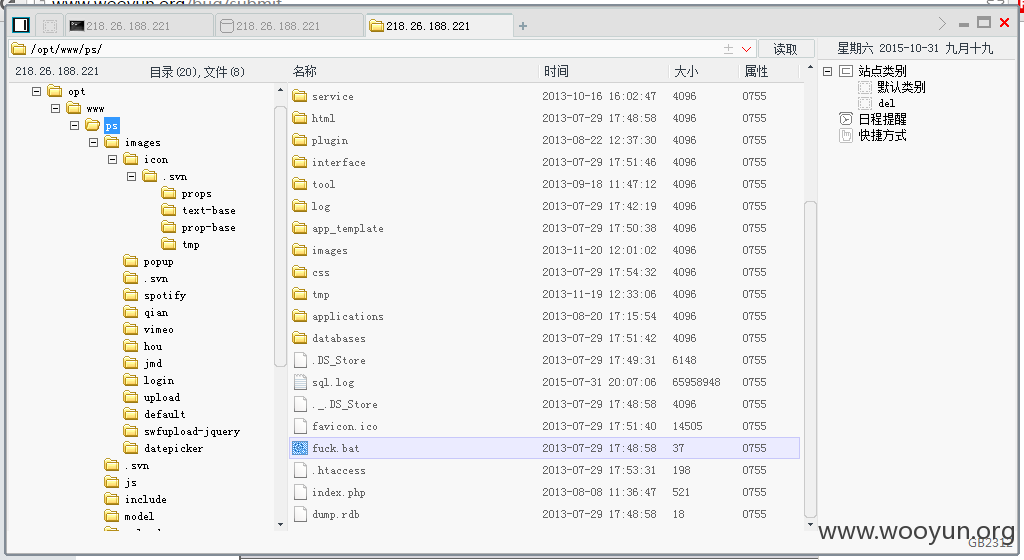 www.wooyun.org/bug/submit
218.26.188.221 218.26.188.221 218.26.188.221
/opt/www/ps/ 读取 星期六 2015-10-31 九月十九
218.26.188.221 目录(20),文件(8) 名称 时间 大小 属性
opt
www
ps
images
icon
.svn
props
text-base
prop-base
tmp
popup
.svn
spotify
qian
vimeo
hou
jmd
login
upload
default
swfupload-jquery
datepicker
.svn
js
include
model
service 2013-10-16 16:02:47 4096 0755
html 2013-07-29 17:48:58 4096 0755
plugin 2013-08-22 12:37:30 4096 0755
interface 2013-07-29 17:51:46 4096 0755
tool 2013-09-18 11:47:12 4096 0755
log 2013-07-29 17:42:19 4096 0755
app_template 2013-07-29 17:50:38 4096 0755
images 2013-11-20 12:01:02 4096 0755
css 2013-07-29 17:54:32 4096 0755
tmp 2013-11-19 12:33:06 4096 0755
applications 2013-08-20 17:15:54 4096 0755
databases 2013-07-29 17:51:42 4096 0755
.DS_Store 2013-07-29 17:49:31 6148 0755
sql.log 2015-07-31 20:07:06 65958948 0755
._.DS_Store 2013-07-29 17:48:58 4096 0755
favicon.ico 2013-07-29 17:51:40 14505 0755
fuck.bat 2013-07-29 17:48:58 37 0755
.htaccess 2013-07-29 17:53:31 198 0755
index.php 2013-08-08 11:36:47 521 0755
dump.rdb 2013-07-29 17:48:58 18 0755
站点类别
默认类别
del
日程提醒
快捷方式
www.wooyun.org
GB2312